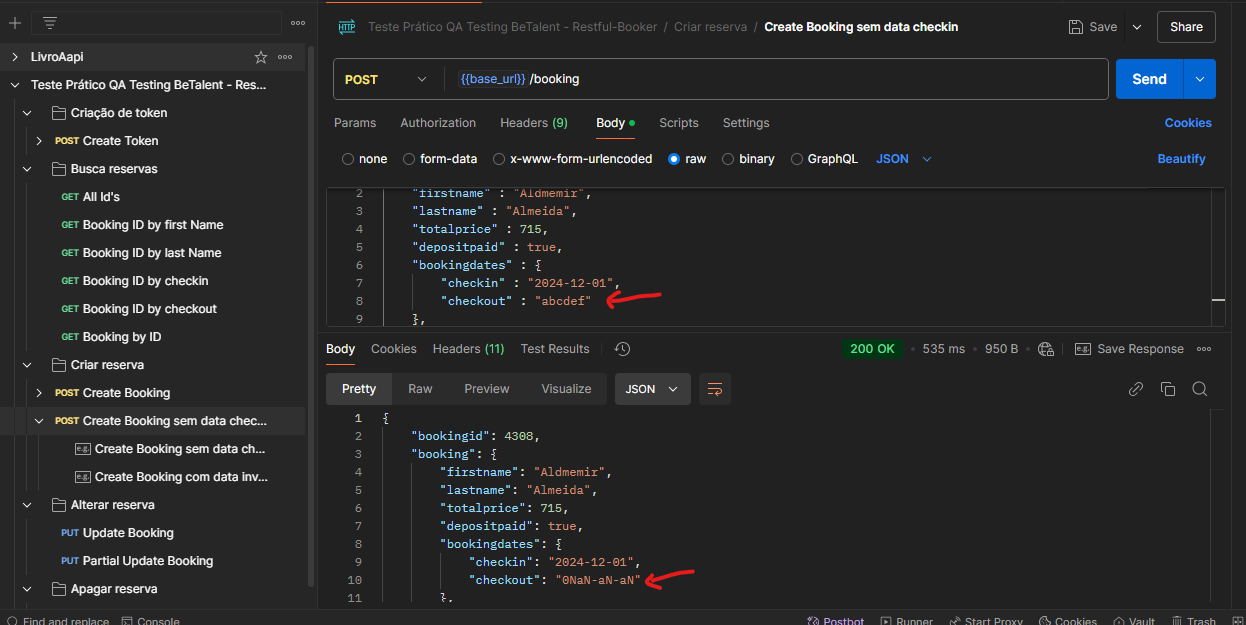 Teste Prático QA Testing BeTalent - Restful-Booker / Criar reserva / Create Booking sem data checkin
Save
Share
LivroAapi
Teste Prático QA Testing BeTalent - Res...
Criação de token
POST Create Token
Busca reservas
GET All Id's
GET Booking ID by first Name
GET Booking ID by last Name
GET Booking ID by checkin
GET Booking ID by checkout
GET Booking by ID
Criar reserva
POST Create Booking
POST Create Booking sem data chec...
e.g. Create Booking sem data ch...
e.g. Create Booking com data inv...
Alterar reserva
PUT Update Booking
PUT Partial Update Booking
Apagar reserva
Find and replace
Console
HTTP
POST
{{base_url}} /booking
Send
Params Authorization Headers (9) Body Scripts Settings
Cookies
none form-data x-www-form-urlencoded raw binary GraphQL JSON
Beautify
2 "firstname" : "Aldmemir",
3 "lastname" : "Almeida",
4 "totalprice" : 715,
5 "depositpaid" : true,
6 "bookingdates" : {
7 "checkin" : "2024-12-01",
8 "checkout" : "abcdef"
9 },
Body Cookies Headers (11) Test Results
200 OK • 535 ms • 950 B
e.g. Save Response
Pretty Raw Preview Visualize JSON
1 {
2 "bookingid": 4308,
3 "booking": {
4 "firstname": "Aldmemir",
5 "lastname": "Almeida",
6 "totalprice": 715,
7 "depositpaid": true,
8 "bookingdates": {
9 "checkin": "2024-12-01",
10 "checkout": "0NaN-aN-aN"
11 },
Postbot Runner Start Proxy Cookies Vault Trash